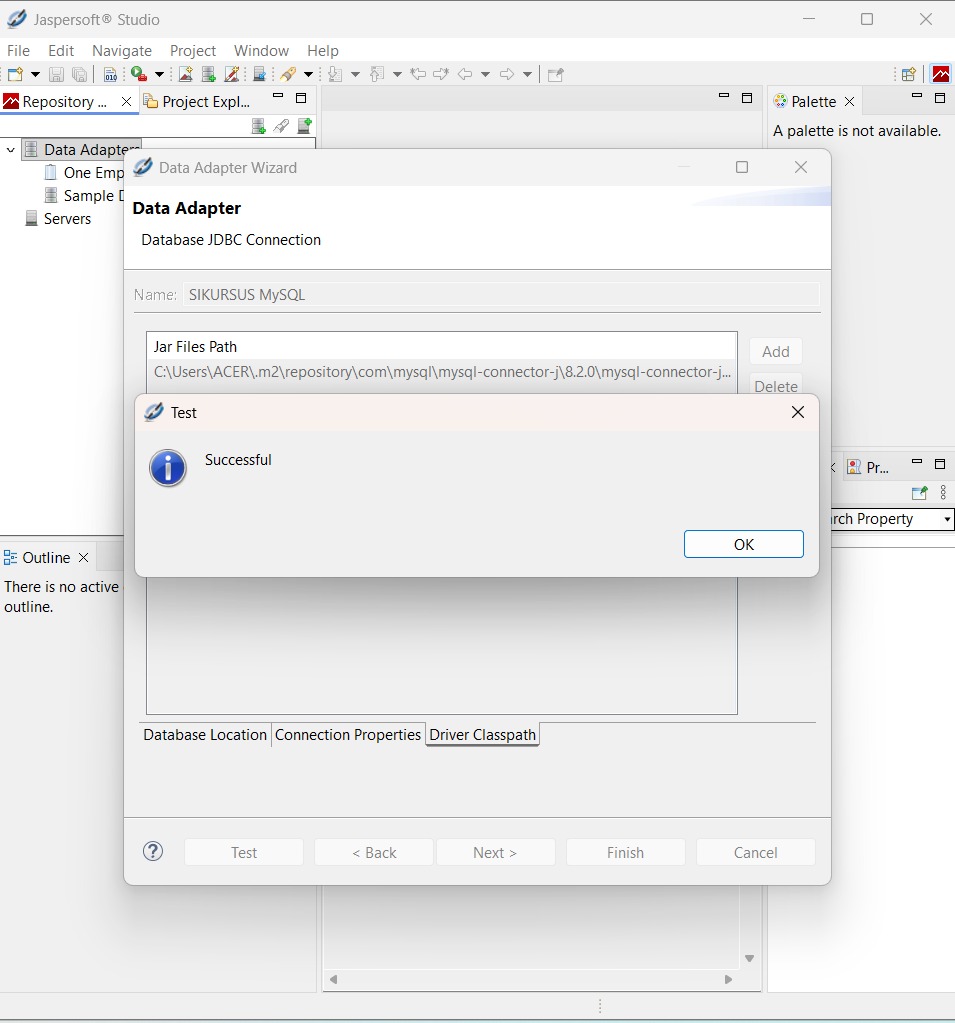 Jaspersoft® Studio
File Edit Navigate Project Window Help
Repository ...
Project Expl...
Palette
A palette is not available.
Data Adapters
One Emp
Sample D
Servers
Data Adapter Wizard
Data Adapter
Database JDBC Connection
Name: SIKURSUS MySQL
Jar Files Path
C:\Users\ACER\.m2\repository\com\mysql\mysql-connector-j\8.2.0\mysql-connector-j...
Add
Delete
Test
Successful
OK
Pr...
rch Property
Outline
There is no active
outline.
Database Location
Connection Properties
Driver Classpath
?
Test
< Back
Next >
Finish
Cancel